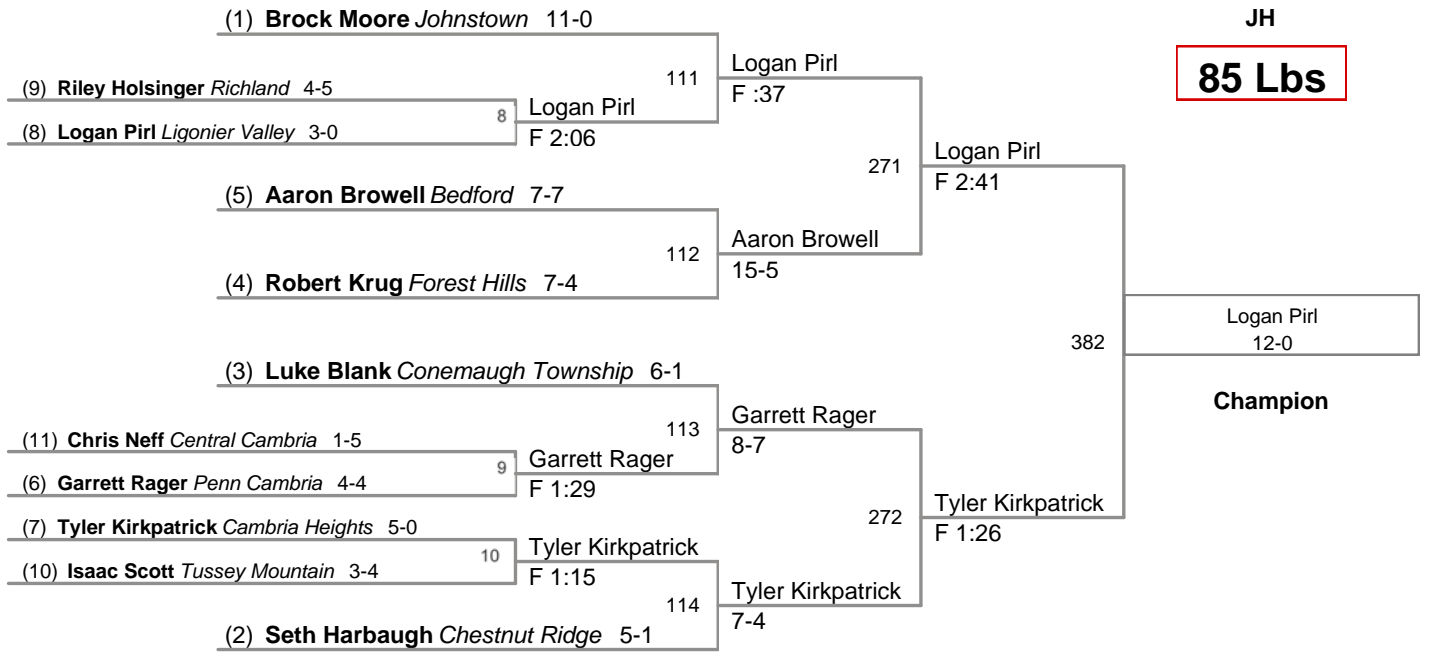 (1) Brock Moore Johnstown 11-0
JH
85 Lbs
(9) Riley Holsinger Richland 4-5
(8) Logan Pirl Ligonier Valley 3-0
8
Logan Pirl
F 2:06
111
Logan Pirl
F :37
(5) Aaron Browell Bedford 7-7
(4) Robert Krug Forest Hills 7-4
112
Aaron Browell
15-5
271
Logan Pirl
F 2:41
(3) Luke Blank Conemaugh Township 6-1
(11) Chris Neff Central Cambria 1-5
(6) Garrett Rager Penn Cambria 4-4
9
Garrett Rager
F 1:29
113
Garrett Rager
8-7
(7) Tyler Kirkpatrick Cambria Heights 5-0
(10) Isaac Scott Tussey Mountain 3-4
10
Tyler Kirkpatrick
F 1:15
(2) Seth Harbaugh Chestnut Ridge 5-1
114
Tyler Kirkpatrick
7-4
272
Tyler Kirkpatrick
F 1:26
382
Logan Pirl
12-0
Champion